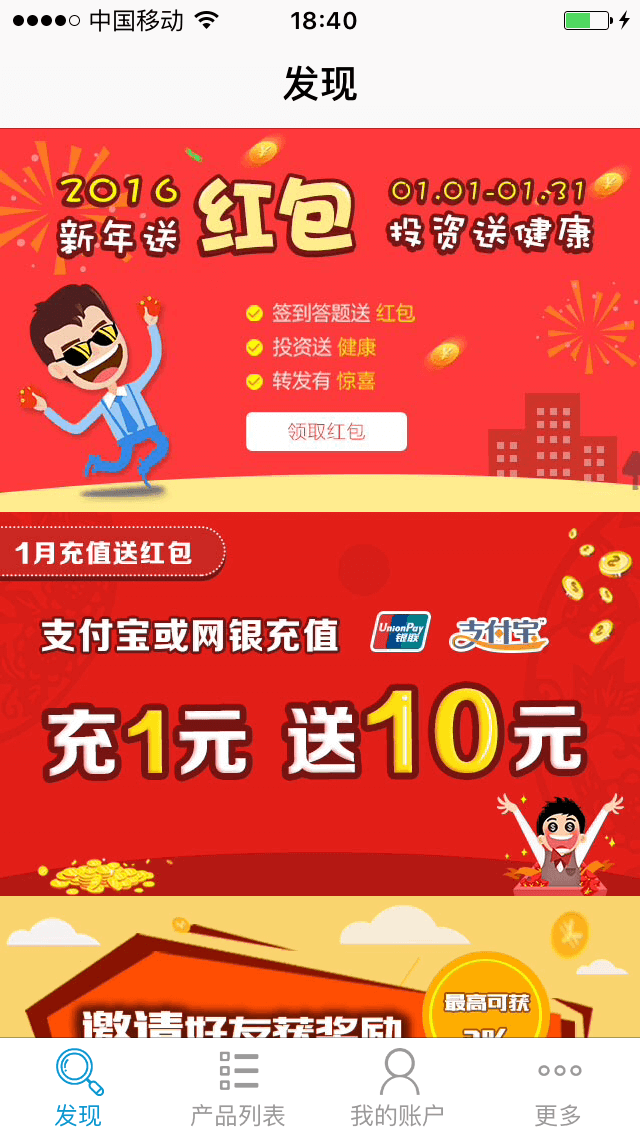 中国移动 18:40
发现
2016 新年送 红包
01.01-01.31
投资送健康
签到答题送 红包
投资送 健康
转发有 惊喜
领取红包
1月充值送红包
支付宝或网银充值 UnionPay 银联 支付宝
充1元 送10元
邀请好友获奖励
最高可获
发现 产品列表 我的账户 更多